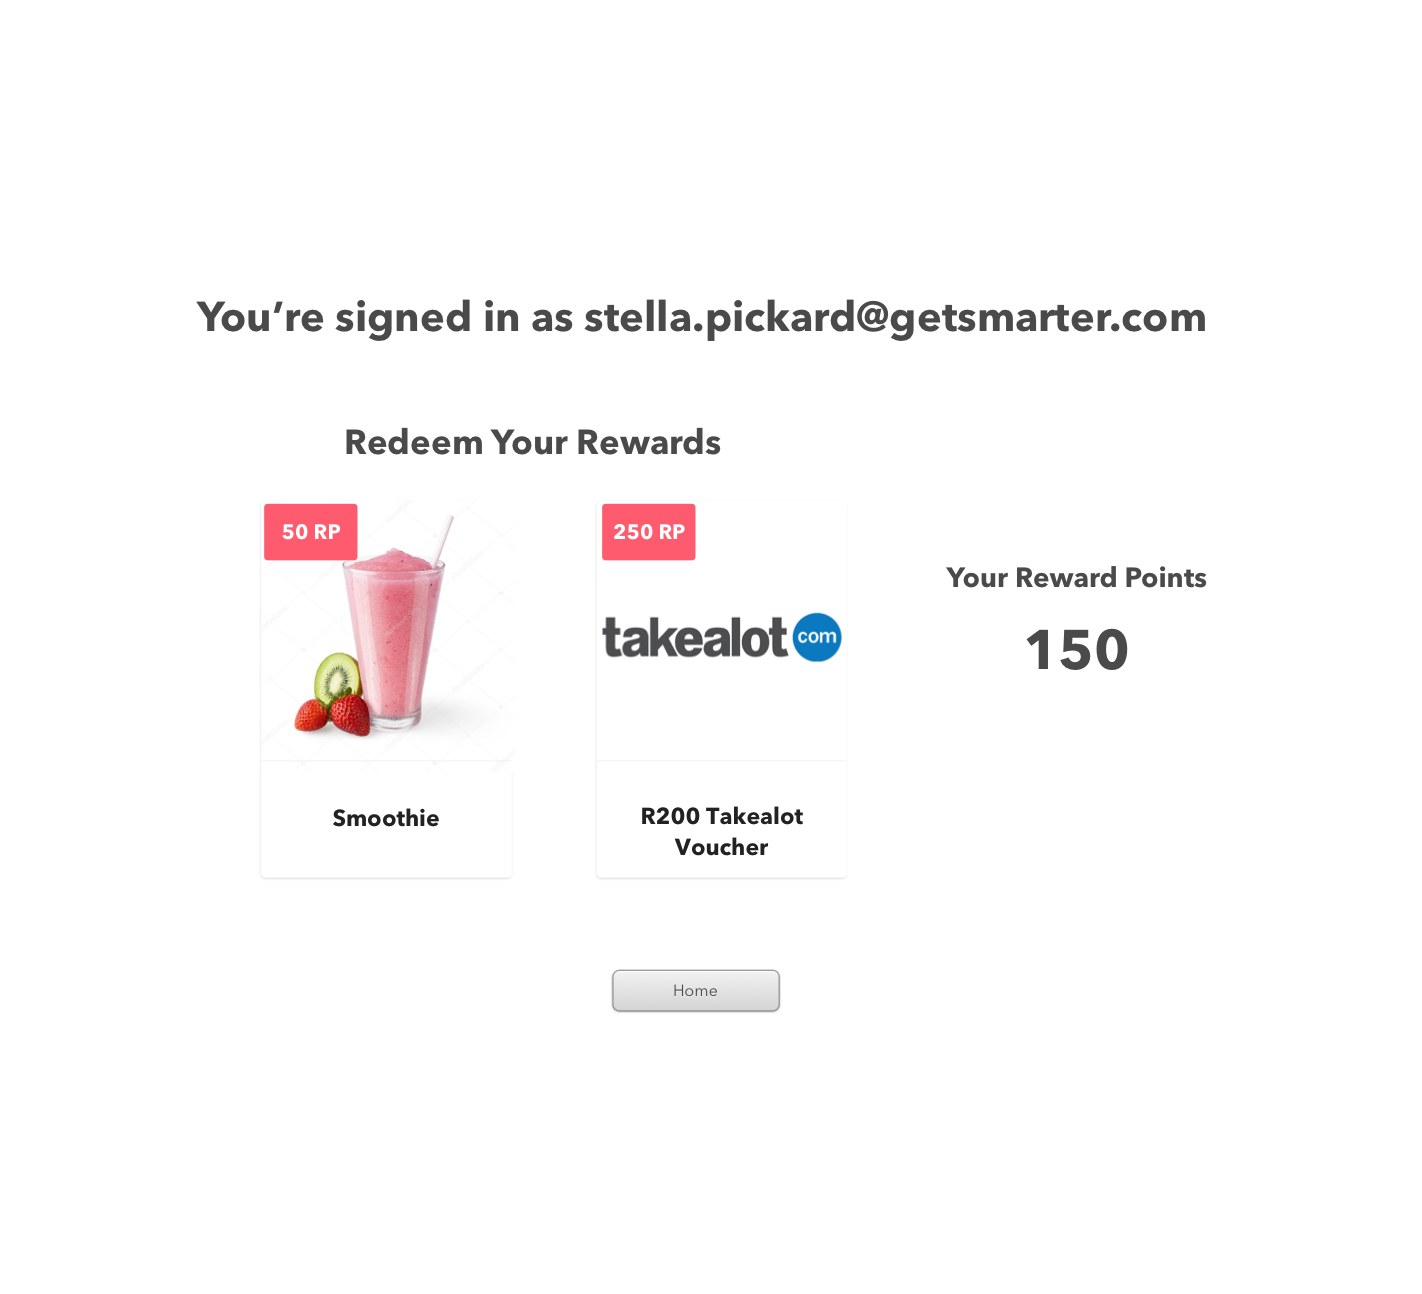 You’re signed in as stella.pickard@getsmarter.com
Redeem Your Rewards
50 RP
250 RP
takealot com
Smoothie
R200 Takealot
Voucher
Your Reward Points
150
Home